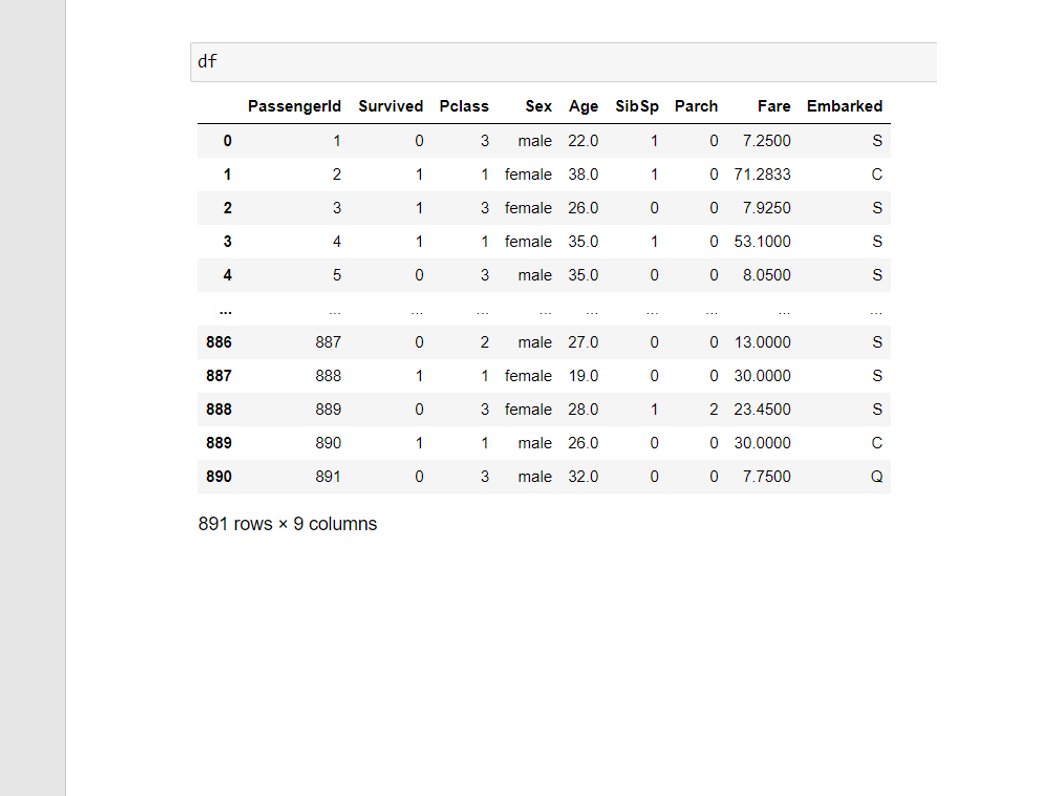 df
PassengerId Survived Pclass Sex Age SibSp Parch Fare Embarked
0 1 0 3 male 22.0 1 0 7.2500 S
1 2 1 1 female 38.0 1 0 71.2833 C
2 3 1 3 female 26.0 0 0 7.9250 S
3 4 1 1 female 35.0 1 0 53.1000 S
4 5 0 3 male 35.0 0 0 8.0500 S
... ... ... ... ... ... ... ... ... ...
886 887 0 2 male 27.0 0 0 13.0000 S
887 888 1 1 female 19.0 0 0 30.0000 S
888 889 0 3 female 28.0 1 2 23.4500 S
889 890 1 1 male 26.0 0 0 30.0000 C
890 891 0 3 male 32.0 0 0 7.7500 Q
891 rows × 9 columns